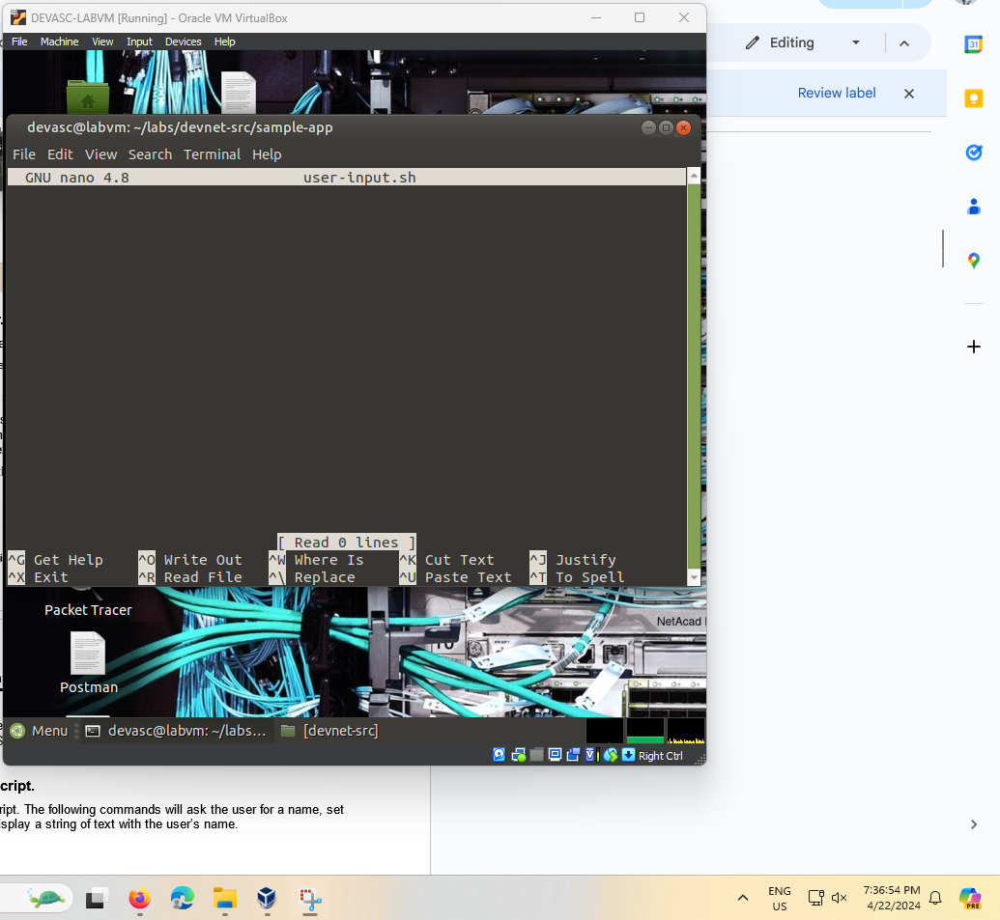 DEVASC-LABVM [Running] - Oracle VM VirtualBox
File Machine View Input Devices Help
Editing
Review label
devasc@labvm: ~/labs/devnet-src/sample-app
File Edit View Search Terminal Help
GNU nano 4.8 user-input.sh
[ Read 0 lines ]
^G Get Help ^O Write Out ^W Where Is ^K Cut Text ^J Justify
^X Exit ^R Read File ^\ Replace ^U Paste Text ^T To Spell
Packet Tracer
NetAcad
Postman
Menu devasc@labvm: ~/labs... [devnet-src]
Right Ctrl
cript.
ript. The following commands will ask the user for a name, set
isplay a string of text with the user's name.
ENG
US
7:36:54 PM
4/22/2024
31
PRE